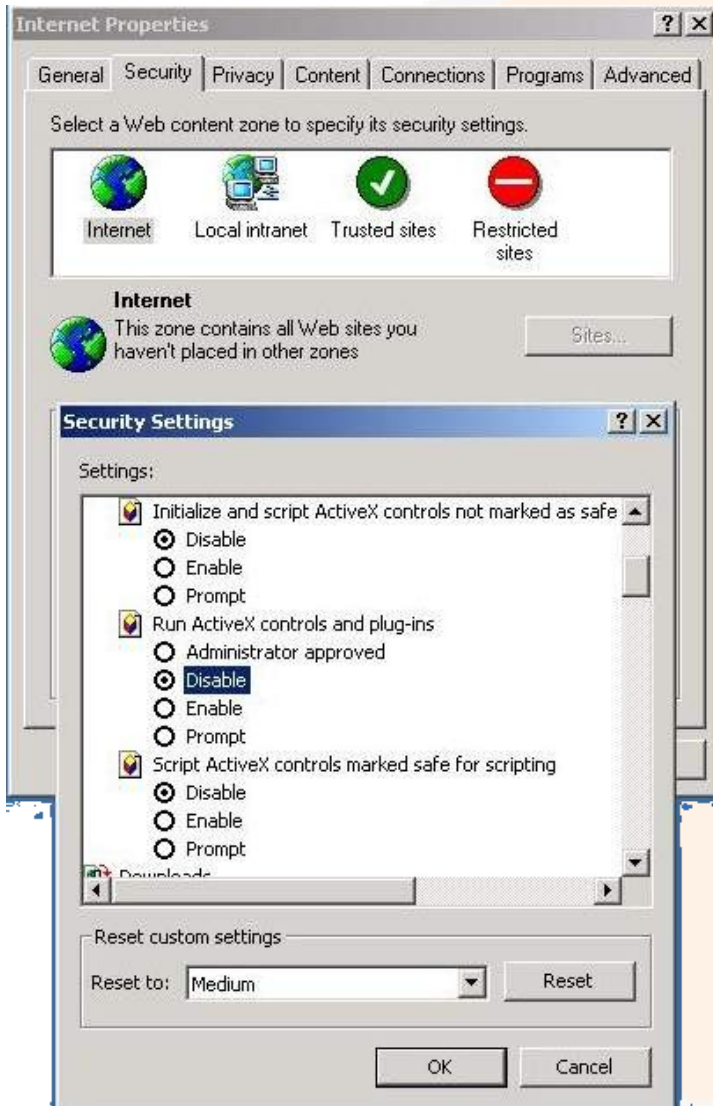 Internet Properties
General Security Privacy Content Connections Programs Advanced
Select a Web content zone to specify its security settings.
Internet Local intranet Trusted sites Restricted
sites
Internet
This zone contains all Web sites you
haven't placed in other zones
Sites...
Security Settings
Settings:
Initialize and script ActiveX controls not marked as safe
Disable
Enable
Prompt
Run ActiveX controls and plug-ins
Administrator approved
Disable
Enable
Prompt
Script ActiveX controls marked safe for scripting
Disable
Enable
Prompt
Downloads
Reset custom settings
Reset to: Medium Reset
OK Cancel